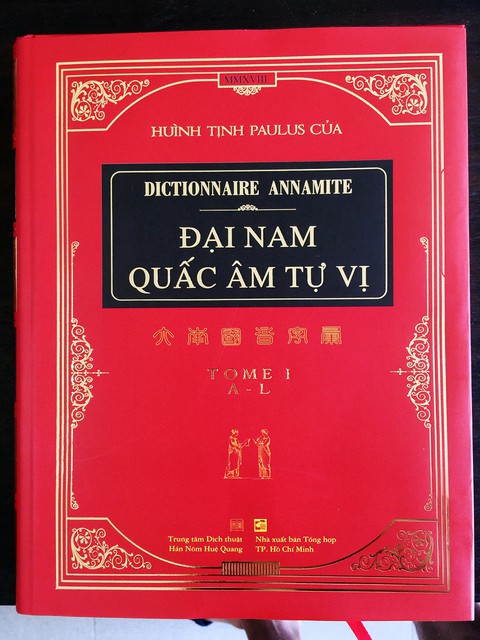 MMXVIII
HUÌNH TỊNH PAULUS CỦA
DICTIONNAIRE ANNAMITE
ĐẠI NAM
QUẤC ÂM TỰ VỊ
大南國音字彙
TOME I
A - L
Trung tâm Dịch thuật
Hán Nôm Huệ Quang
Nhà xuất bản Tổng hợp
TP. Hồ Chí Minh